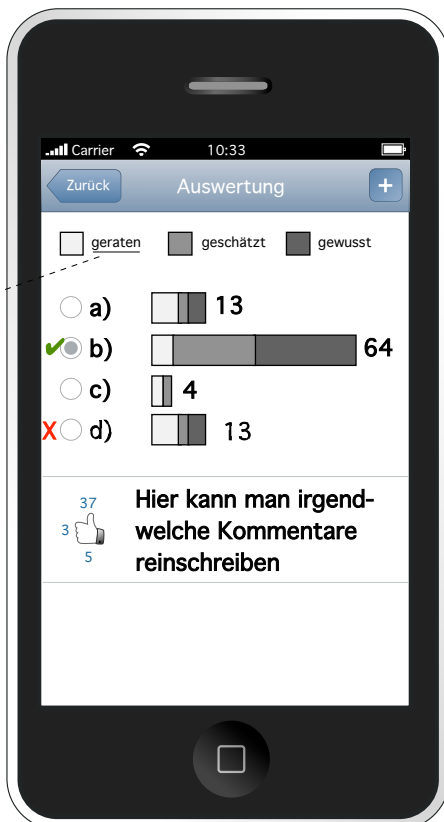 Carrier 10:33
Zurück Auswertung +
geraten geschätzt gewusst
a) 13
b) 64
c) 4
X d) 13
37
3
5
Hier kann man irgend-
welche Kommentare
reinschreiben